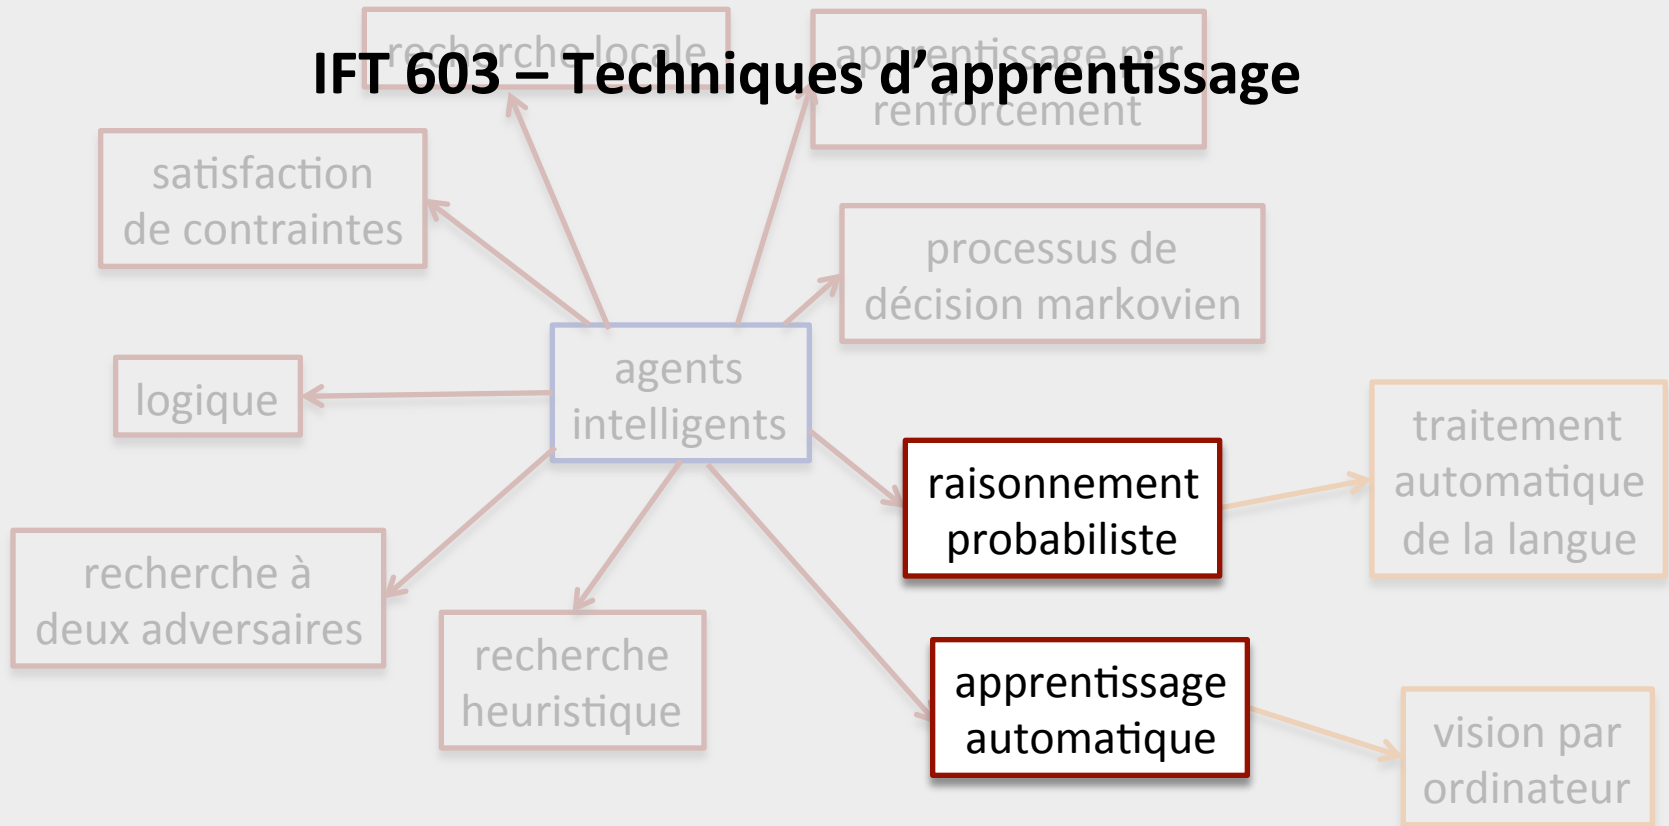 IFT 603 – Techniques d'apprentissage
recherche locale
apprentissage par
renforcement
satisfaction
de contraintes
processus de
décision markovien
agents
intelligents
logique
raisonnement
probabiliste
traitement
automatique
de la langue
recherche à
deux adversaires
recherche
heuristique
apprentissage
automatique
vision par
ordinateur